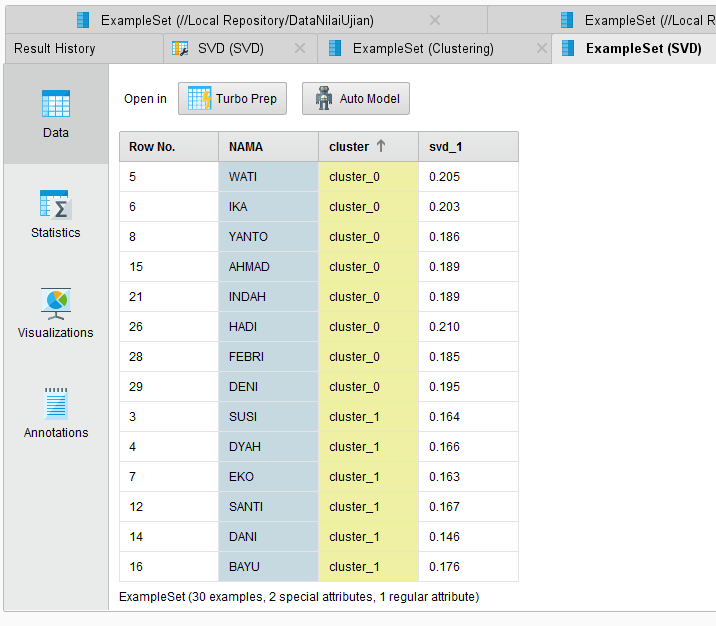 ExampleSet (//Local Repository/DataNilaiUjian)
ExampleSet (//Local R
Result History
SVD (SVD)
ExampleSet (Clustering)
ExampleSet (SVD)
Data
Statistics
Visualizations
Annotations
Open in Turbo Prep Auto Model
Row No. NAMA cluster svd_1
5 WATI cluster_0 0.205
6 IKA cluster_0 0.203
8 YANTO cluster_0 0.186
15 AHMAD cluster_0 0.189
21 INDAH cluster_0 0.189
26 HADI cluster_0 0.210
28 FEBRI cluster_0 0.185
29 DENI cluster_0 0.195
3 SUSI cluster_1 0.164
4 DYAH cluster_1 0.166
7 EKO cluster_1 0.163
12 SANTI cluster_1 0.167
14 DANI cluster_1 0.146
16 BAYU cluster_1 0.176
ExampleSet (30 examples, 2 special attributes, 1 regular attribute)